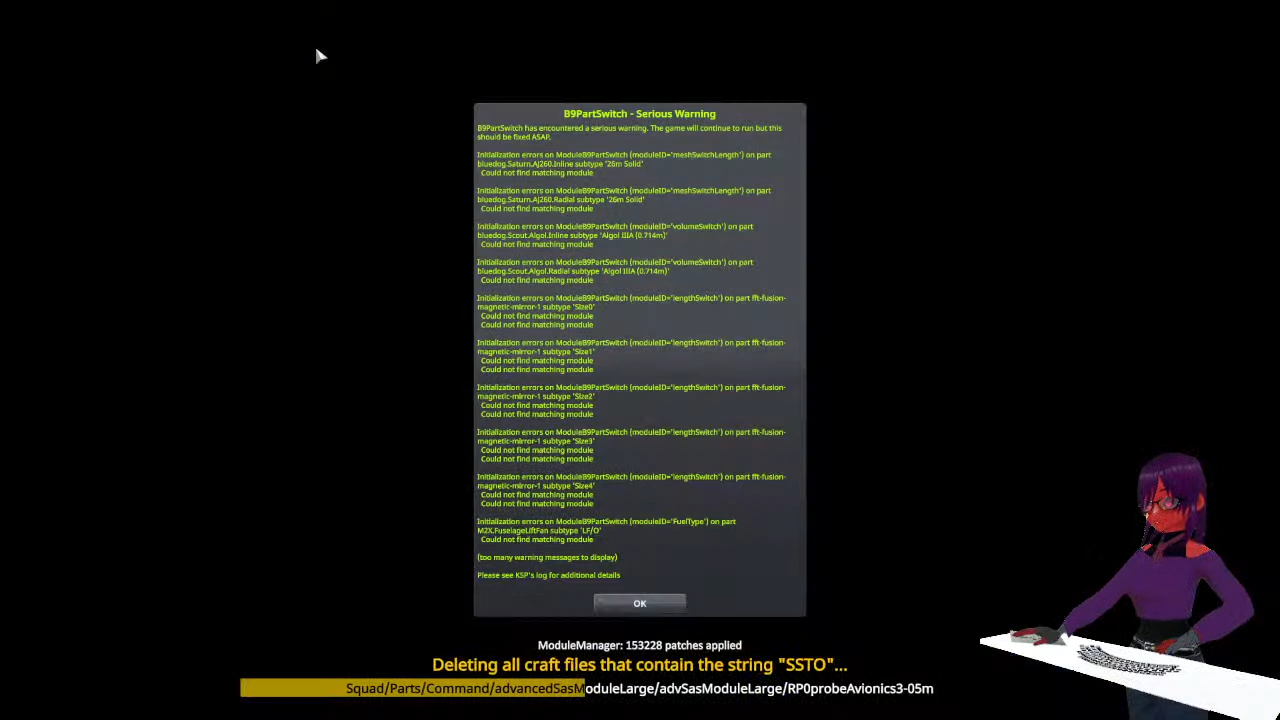 B9PartSwitch - Serious Warning
B9PartSwitch has encountered a serious warning. The game will continue to run but this
should be fixed ASAP.
Initialization errors on ModuleB9PartSwitch (moduleID='meshSwitchLength') on part
bluedog.Saturn.AJ260.Inline subtype '26m Solid'
Could not find matching module
Initialization errors on ModuleB9PartSwitch (moduleID='meshSwitchLength') on part
bluedog.Saturn.AJ260.Radial subtype '26m Solid'
Could not find matching module
Initialization errors on ModuleB9PartSwitch (moduleID='volumeSwitch') on part
bluedog.Scout.Algol.Inline subtype 'Algol IIIA (0.714m)'
Could not find matching module
Initialization errors on ModuleB9PartSwitch (moduleID='volumeSwitch') on part
bluedog.Scout.Algol.Radial subtype 'Algol IIIA (0.714m)'
Could not find matching module
Initialization errors on ModuleB9PartSwitch (moduleID='lengthSwitch') on part fft-fusion-
magnetic-mirror-1 subtype 'Size0'
Could not find matching module
Could not find matching module
Initialization errors on ModuleB9PartSwitch (moduleID='lengthSwitch') on part fft-fusion-
magnetic-mirror-1 subtype 'Size1'
Could not find matching module
Could not find matching module
Initialization errors on ModuleB9PartSwitch (moduleID='lengthSwitch') on part fft-fusion-
magnetic-mirror-1 subtype 'Size2'
Could not find matching module
Could not find matching module
Initialization errors on ModuleB9PartSwitch (moduleID='lengthSwitch') on part fft-fusion-
magnetic-mirror-1 subtype 'Size3'
Could not find matching module
Could not find matching module
Initialization errors on ModuleB9PartSwitch (moduleID='lengthSwitch') on part fft-fusion-
magnetic-mirror-1 subtype 'Size4'
Could not find matching module
Could not find matching module
Initialization errors on ModuleB9PartSwitch (moduleID='FuelType') on part
M2X.FuselageLiftFan subtype 'LF/O'
Could not find matching module
(too many warning messages to display)
Please see KSP's log for additional details
OK
ModuleManager: 153228 patches applied
Deleting all craft files that contain the string "SSTO"...
Squad/Parts/Command/advancedSasModuleLarge/advSasModuleLarge/RP0probeAvionics3-05m